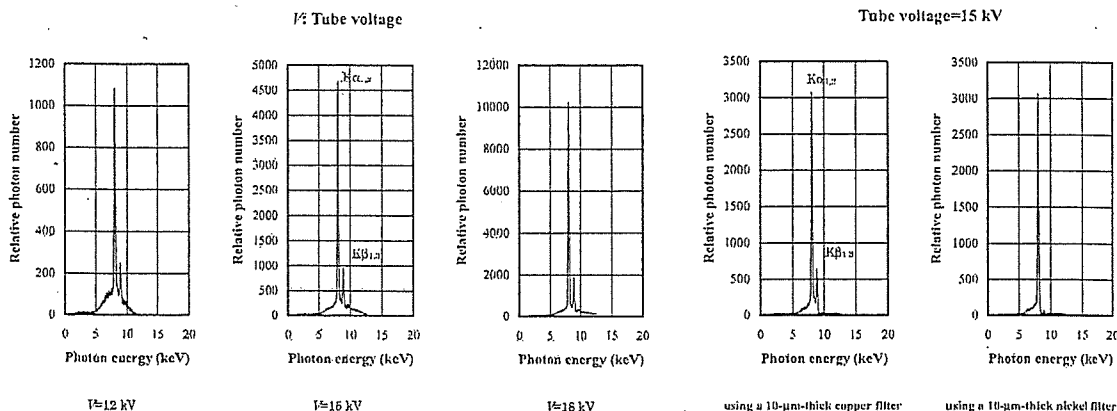 V: Tube voltage
Tube voltage=15 kV
Relative photon number
1200
1000
800
600
400
200
0
0 5 10 15 20
Photon energy (keV)
V=12 kV
Relative photon number
5000
4500
4000
3500
3000
2500
2000
1500
1000
500
0
Kα1,2
Kβ1,3
0 5 10 15 20
Photon energy (keV)
V=15 kV
Relative photon number
12000
10000
8000
6000
4000
2000
0
0 5 10 15 20
Photon energy (keV)
V=18 kV
Relative photon number
3500
3000
2500
2000
1500
1000
500
0
Kα1,2
Kβ1,3
0 5 10 15 20
Photon energy (keV)
using a 10-μm-thick copper filter
Relative photon number
3500
3000
2500
2000
1500
1000
500
0
0 5 10 15 20
Photon energy (keV)
using a 10-μm-thick nickel filter